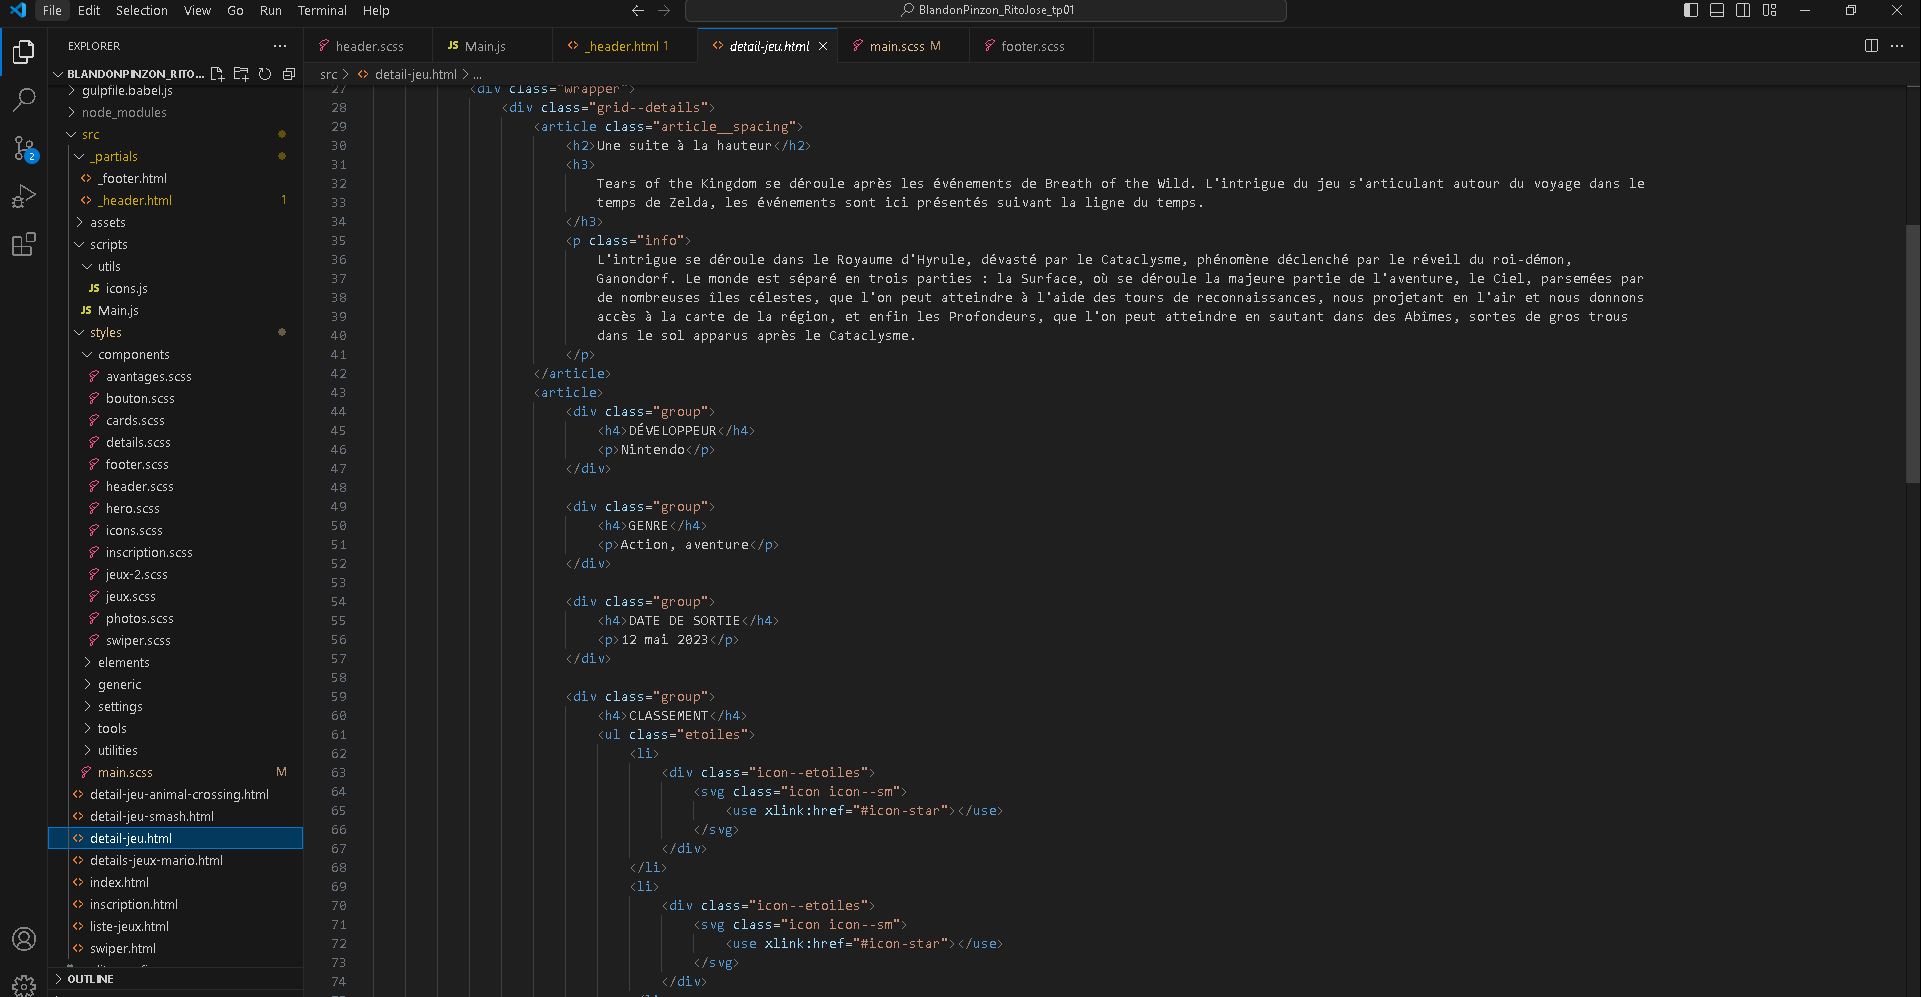 File Edit Selection View Go Run Terminal Help
BlandonPinzon_RitoJose_tp01
EXPLORER
BLANDONPINZON_RITO...
gulpfile.babel.js
node_modules
src
_partials
_footer.html
_header.html 1
assets
scripts
utils
JS icons.js
JS Main.js
styles
components
avantages.scss
bouton.scss
cards.scss
details.scss
footer.scss
header.scss
hero.scss
icons.scss
inscription.scss
jeux-2.scss
jeux.scss
photos.scss
swiper.scss
elements
generic
settings
tools
utilities
main.scss M
detail-jeu-animal-crossing.html
detail-jeu-smash.html
detail-jeu.html
details-jeux-mario.html
index.html
inscription.html
liste-jeux.html
swiper.html
OUTLINE
2
header.scss JS Main.js _header.html 1 detail-jeu.html main.scss M footer.scss
src > detail-jeu.html > ...
27 <div class="wrapper">
28 <div class="grid--details">
29 <article class="article__spacing">
30 <h2>Une suite à la hauteur</h2>
31 <h3>
32 Tears of the Kingdom se déroule après les événements de Breath of the Wild. L'intrigue du jeu s'articulant autour du voyage dans le
33 temps de Zelda, les événements sont ici présentés suivant la ligne du temps.
34 </h3>
35 <p class="info">
36 L'intrigue se déroule dans le Royaume d'Hyrule, dévasté par le Cataclysme, phénomène déclenché par le réveil du roi-démon,
37 Ganondorf. Le monde est séparé en trois parties : la Surface, où se déroule la majeure partie de l'aventure, le Ciel, parsemées par
38 de nombreuses îles célestes, que l'on peut atteindre à l'aide des tours de reconnaissances, nous projetant en l'air et nous donnons
39 accès à la carte de la région, et enfin les Profondeurs, que l'on peut atteindre en sautant dans des Abîmes, sortes de gros trous
40 dans le sol apparus après le Cataclysme.
41 </p>
42 </article>
43 <article>
44 <div class="group">
45 <h4>DÉVELOPPEUR</h4>
46 <p>Nintendo</p>
47 </div>
48
49 <div class="group">
50 <h4>GENRE</h4>
51 <p>Action, aventure</p>
52 </div>
53
54 <div class="group">
55 <h4>DATE DE SORTIE</h4>
56 <p>12 mai 2023</p>
57 </div>
58
59 <div class="group">
60 <h4>CLASSEMENT</h4>
61 <ul class="etoiles">
62 <li>
63 <div class="icon--etoiles">
64 <svg class="icon icon--sm">
65 <use xlink:href="#icon-star"></use>
66 </svg>
67 </div>
68 </li>
69 <li>
70 <div class="icon--etoiles">
71 <svg class="icon icon--sm">
72 <use xlink:href="#icon-star"></use>
73 </svg>
74 </div>